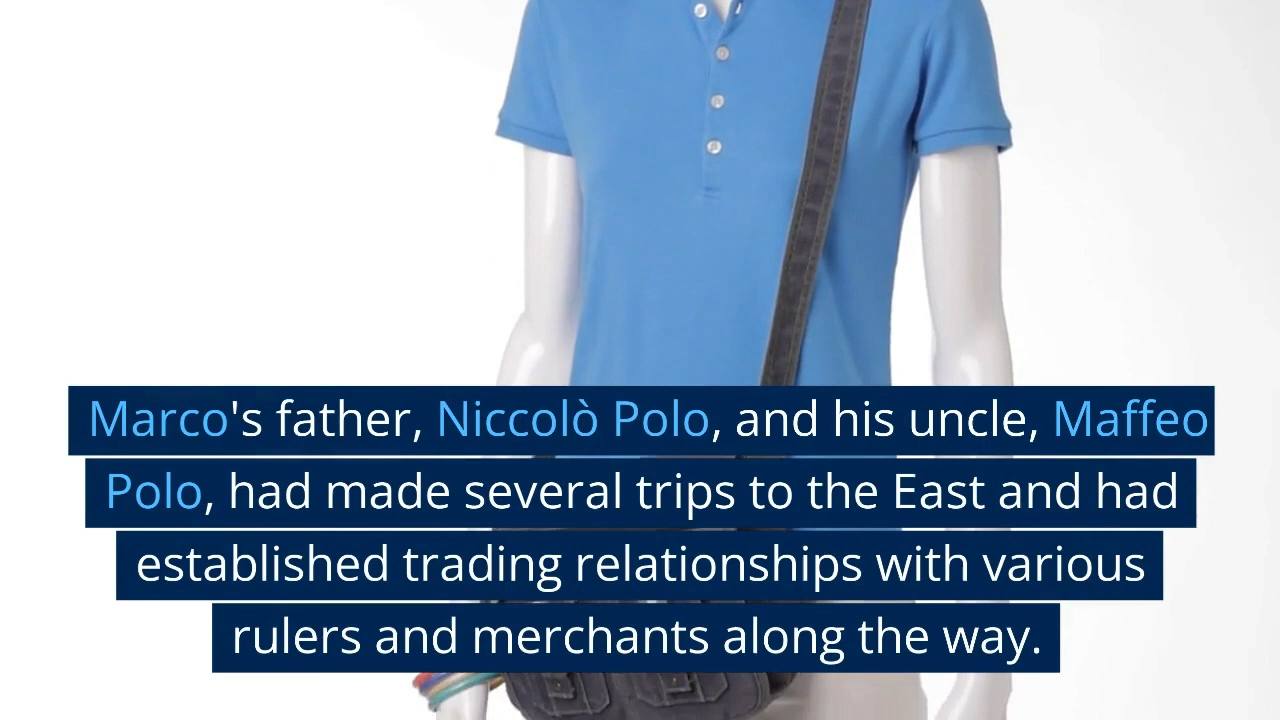 Marco's father, Niccolò Polo, and his uncle, Maffeo
Polo, had made several trips to the East and had
established trading relationships with various
rulers and merchants along the way.